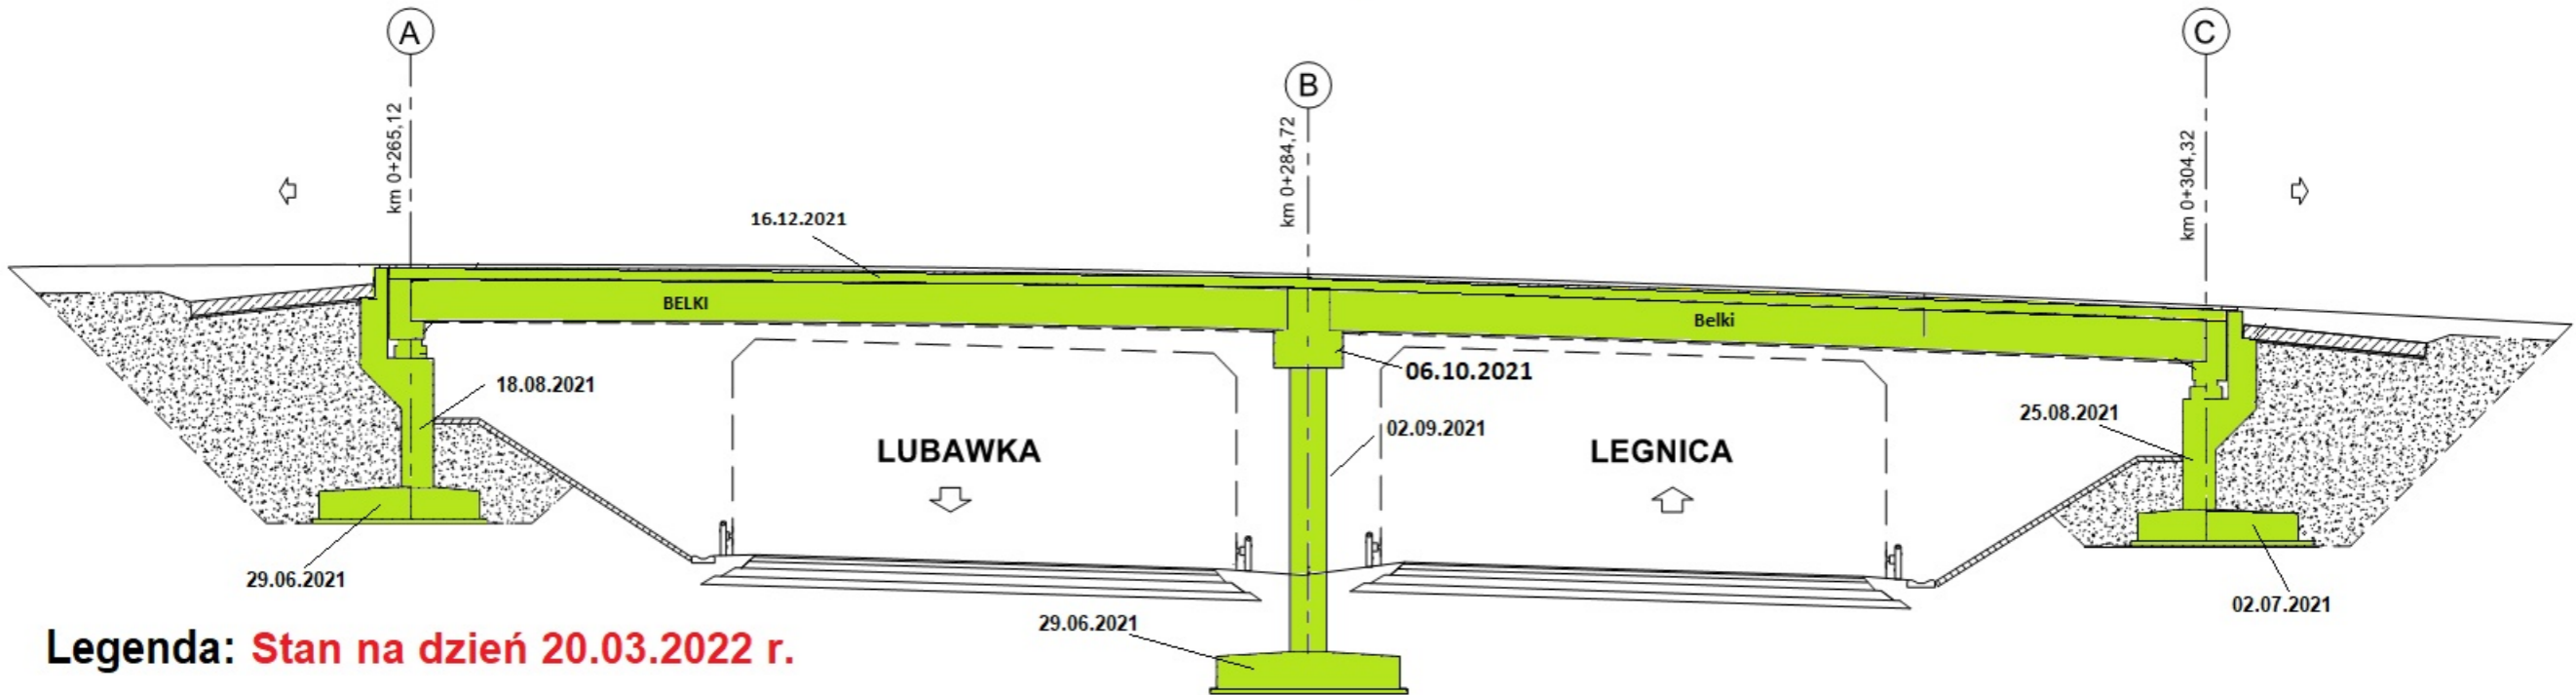 A
B
C
km 0+265,12
km 0+284,72
km 0+304,32
16.12.2021
BELKI
Belki
18.08.2021
06.10.2021
02.09.2021
25.08.2021
LUBAWKA
LEGNICA
29.06.2021
29.06.2021
02.07.2021
Legenda: Stan na dzień 20.03.2022 r.